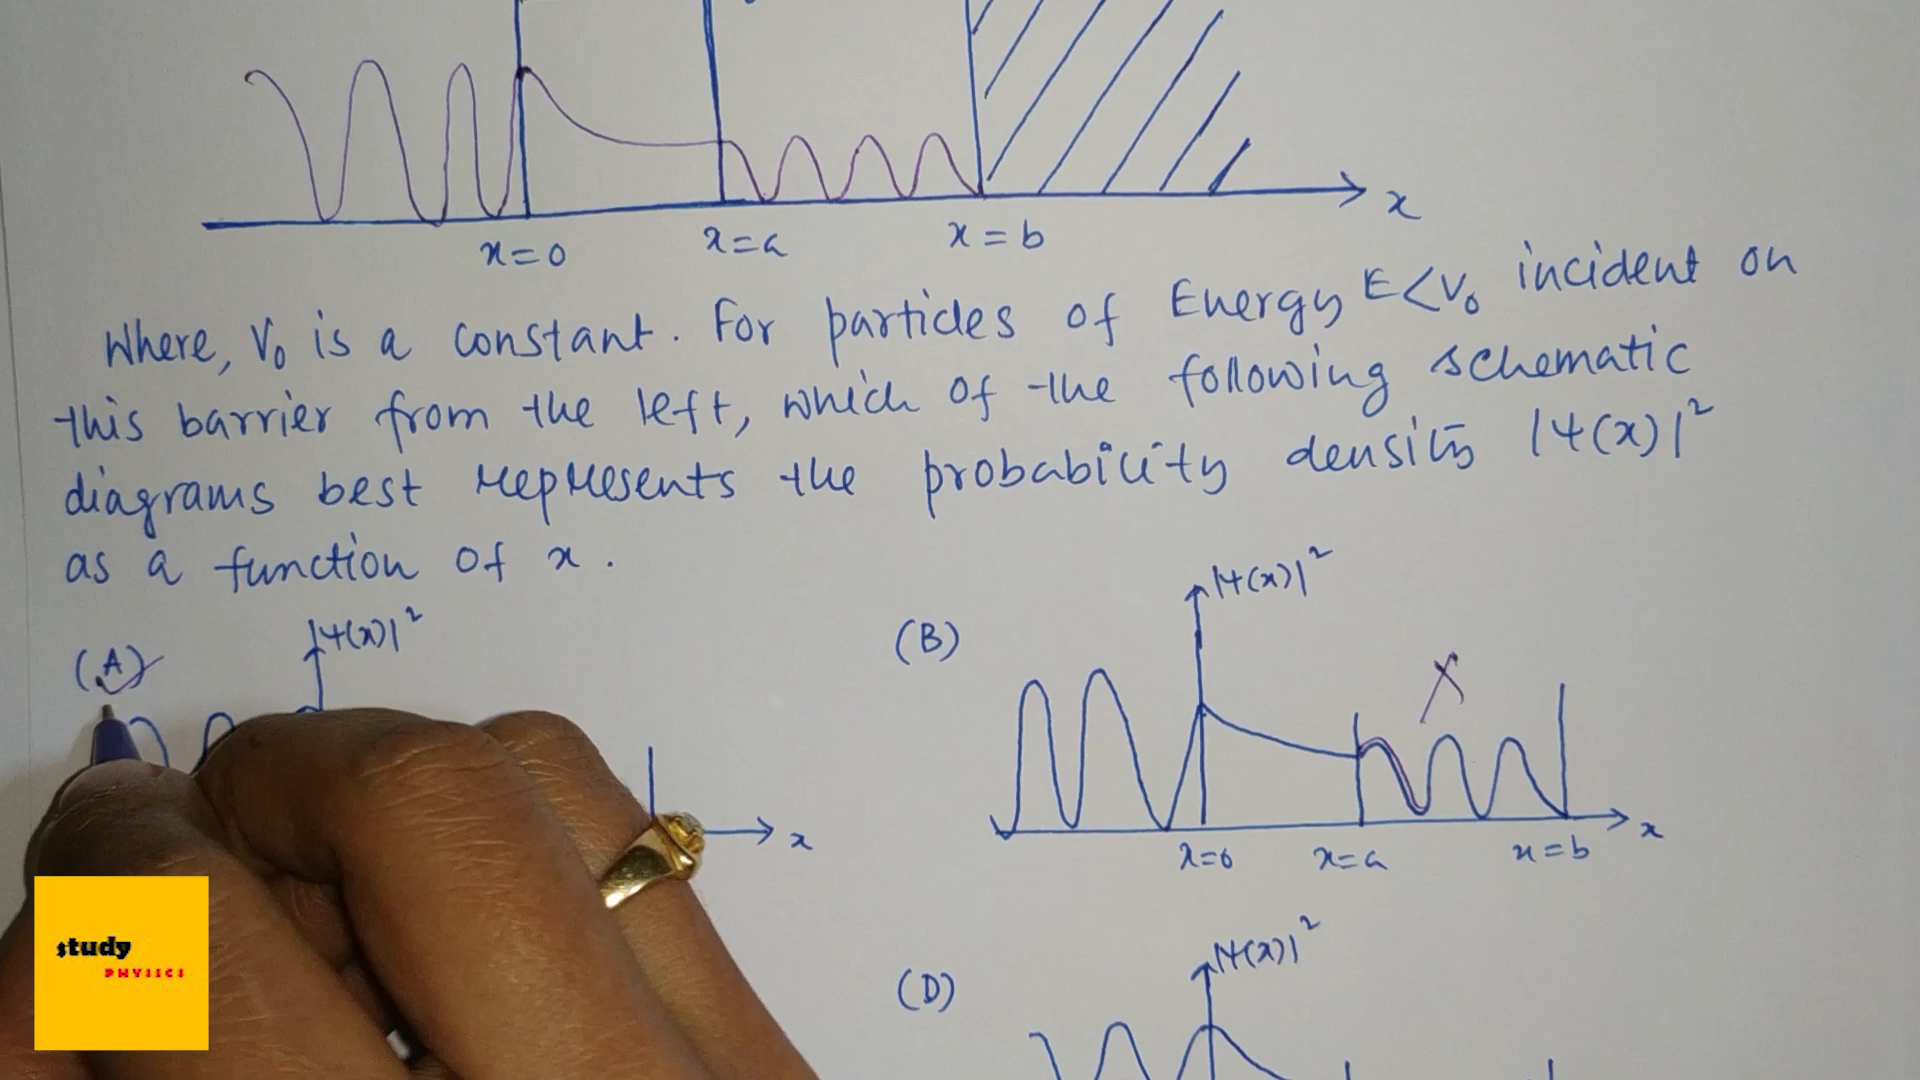 x
x=0
x=a
x=b
Where, V₀ is a constant. For particles of Energy E<V₀ incident on
this barrier from the left, which of the following schematic
diagrams best represents the probability density |ψ(x)|²
as a function of x.
(A)
|ψ(x)|²
x
(B)
|ψ(x)|²
x
x=0
x=a
x=b
(D)
|ψ(x)|²
study
PHYSICS